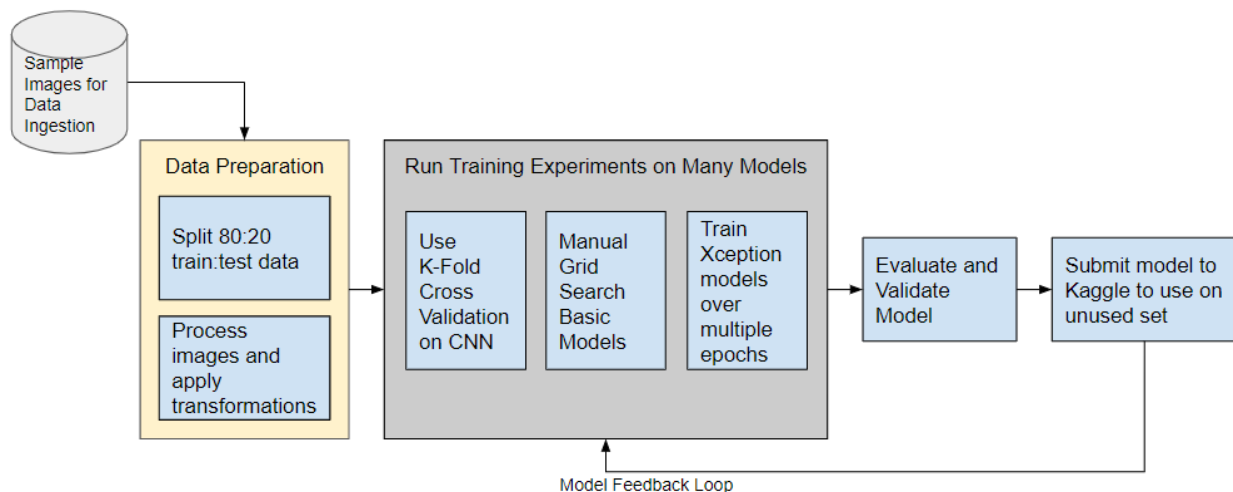 Sample
Images for
Data
Ingestion
Data Preparation
Split 80:20
train:test data
Process
images and
apply
transformations
Run Training Experiments on Many Models
Use
K-Fold
Cross
Validation
on CNN
Manual
Grid
Search
Basic
Models
Train
Xception
models
over
multiple
epochs
Evaluate and
Validate
Model
Submit model to
Kaggle to use on
unused set
Model Feedback Loop